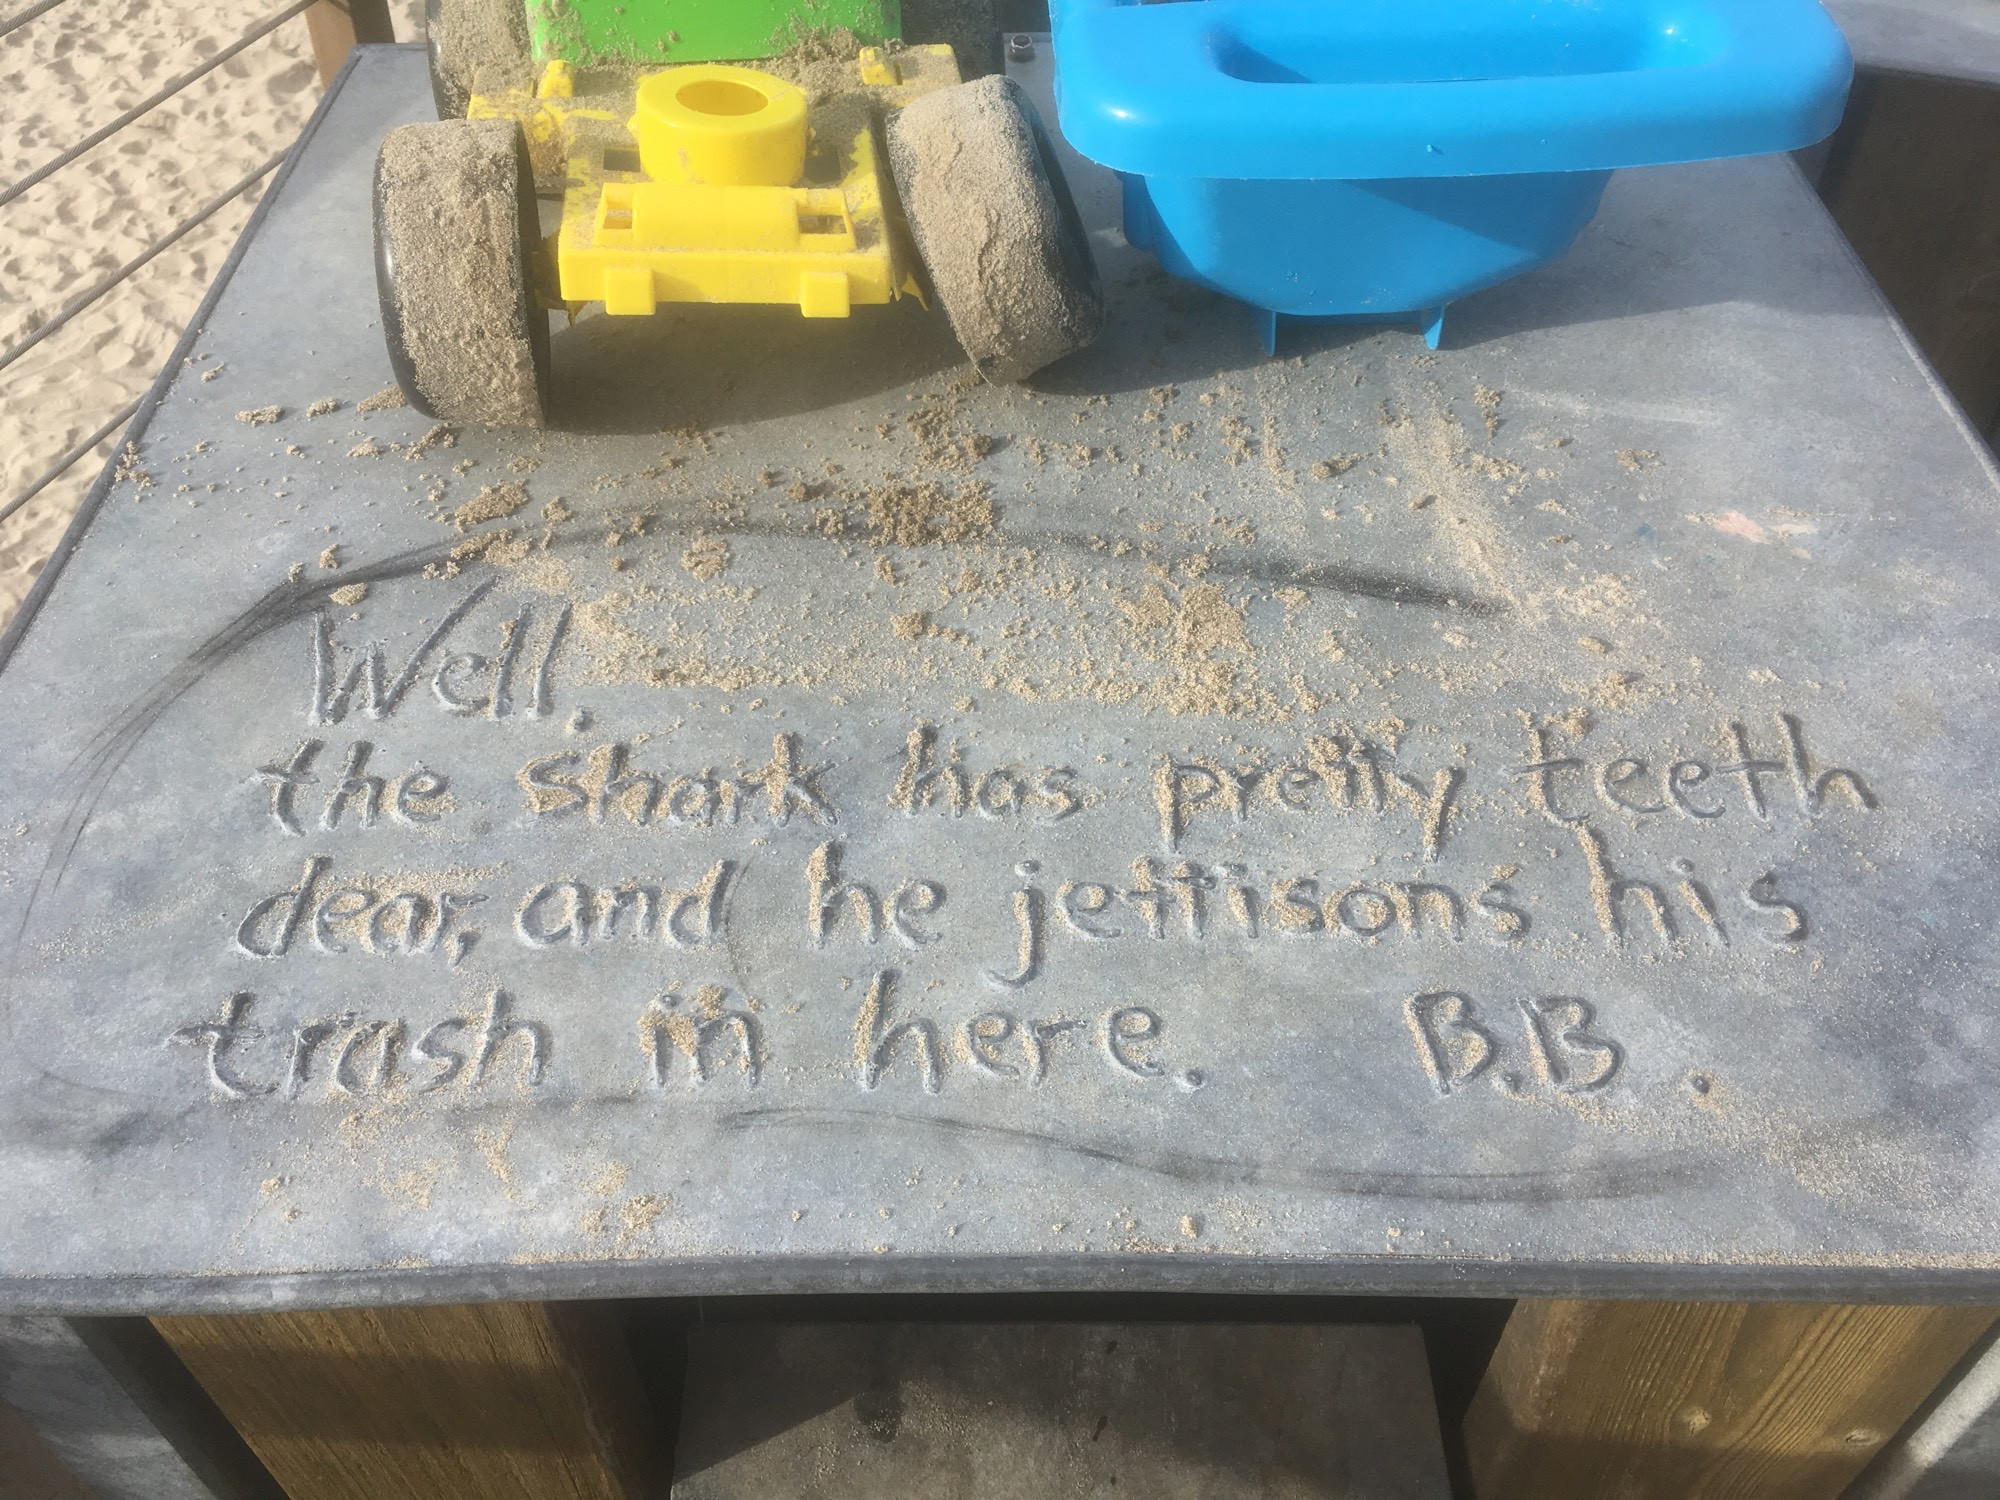 Well,
the shark has pretty teeth
dear, and he jettisons his
trash in here. B.B.